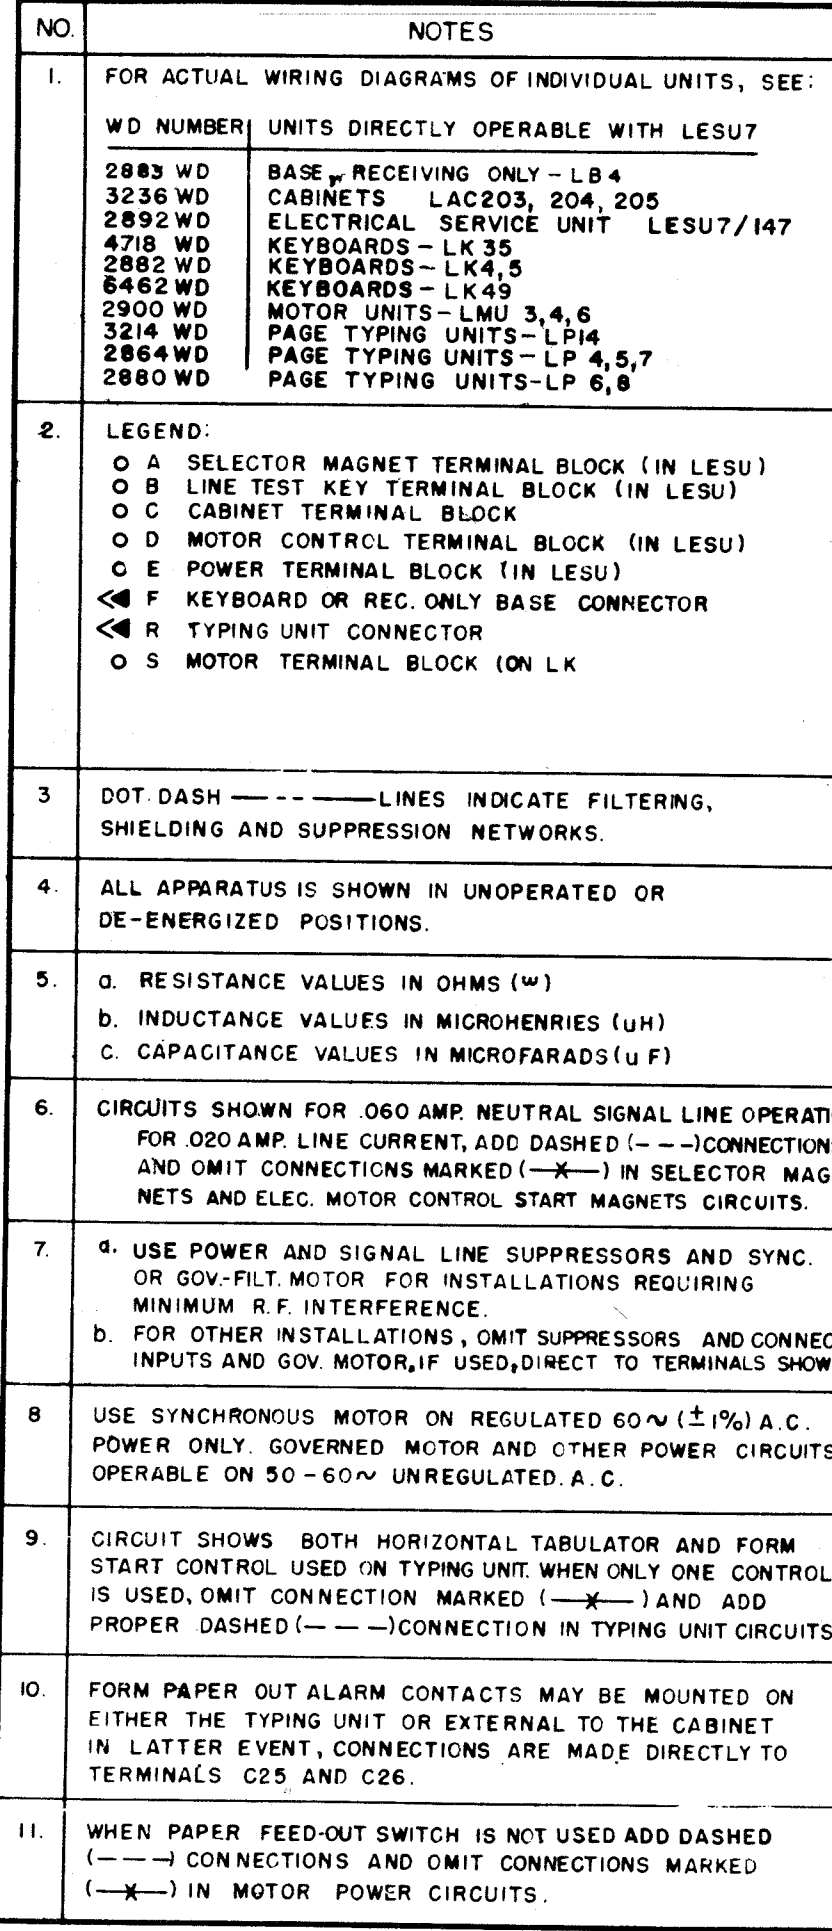 NO. NOTES
1. FOR ACTUAL WIRING DIAGRAMS OF INDIVIDUAL UNITS, SEE:
WD NUMBER UNITS DIRECTLY OPERABLE WITH LESU7
2883 WD BASE, RECEIVING ONLY - LB4
3236 WD CABINETS LAC203, 204, 205
2892 WD ELECTRICAL SERVICE UNIT LESU7/147
4718 WD KEYBOARDS - LK 35
2882 WD KEYBOARDS - LK4,5
6462 WD KEYBOARDS - LK49
2900 WD MOTOR UNITS - LMU 3,4,6
3214 WD PAGE TYPING UNITS - LP14
2864 WD PAGE TYPING UNITS - LP 4,5,7
2880 WD PAGE TYPING UNITS-LP 6,8
2. LEGEND:
O A SELECTOR MAGNET TERMINAL BLOCK (IN LESU)
O B LINE TEST KEY TERMINAL BLOCK (IN LESU)
O C CABINET TERMINAL BLOCK
O D MOTOR CONTROL TERMINAL BLOCK (IN LESU)
O E POWER TERMINAL BLOCK (IN LESU)
F KEYBOARD OR REC. ONLY BASE CONNECTOR
R TYPING UNIT CONNECTOR
O S MOTOR TERMINAL BLOCK (ON LK
3 DOT. DASH — - - — LINES INDICATE FILTERING,
SHIELDING AND SUPPRESSION NETWORKS.
4. ALL APPARATUS IS SHOWN IN UNOPERATED OR
DE-ENERGIZED POSITIONS.
5. a. RESISTANCE VALUES IN OHMS (w)
b. INDUCTANCE VALUES IN MICROHENRIES (uH)
C. CAPACITANCE VALUES IN MICROFARADS (u F)
6. CIRCUITS SHOWN FOR .060 AMP. NEUTRAL SIGNAL LINE OPERATI
FOR .020 AMP. LINE CURRENT, ADD DASHED (- - -) CONNECTION
AND OMIT CONNECTIONS MARKED (—X—) IN SELECTOR MAG
NETS AND ELEC. MOTOR CONTROL START MAGNETS CIRCUITS.
7. a. USE POWER AND SIGNAL LINE SUPPRESSORS AND SYNC.
OR GOV.-FILT. MOTOR FOR INSTALLATIONS REQUIRING
MINIMUM R.F. INTERFERENCE.
b. FOR OTHER INSTALLATIONS, OMIT SUPPRESSORS AND CONNEC
INPUTS AND GOV. MOTOR, IF USED, DIRECT TO TERMINALS SHOW
8 USE SYNCHRONOUS MOTOR ON REGULATED 60~ (±1%) A.C.
POWER ONLY. GOVERNED MOTOR AND OTHER POWER CIRCUITS
OPERABLE ON 50-60~ UNREGULATED. A.C.
9. CIRCUIT SHOWS BOTH HORIZONTAL TABULATOR AND FORM
START CONTROL USED ON TYPING UNIT. WHEN ONLY ONE CONTROL
IS USED, OMIT CONNECTION MARKED (—X—) AND ADD
PROPER DASHED (- - -) CONNECTION IN TYPING UNIT CIRCUITS
10. FORM PAPER OUT ALARM CONTACTS MAY BE MOUNTED ON
EITHER THE TYPING UNIT OR EXTERNAL TO THE CABINET
IN LATTER EVENT, CONNECTIONS ARE MADE DIRECTLY TO
TERMINALS C25 AND C26.
11. WHEN PAPER FEED-OUT SWITCH IS NOT USED ADD DASHED
(- - -) CONNECTIONS AND OMIT CONNECTIONS MARKED
(—X—) IN MOTOR POWER CIRCUITS.